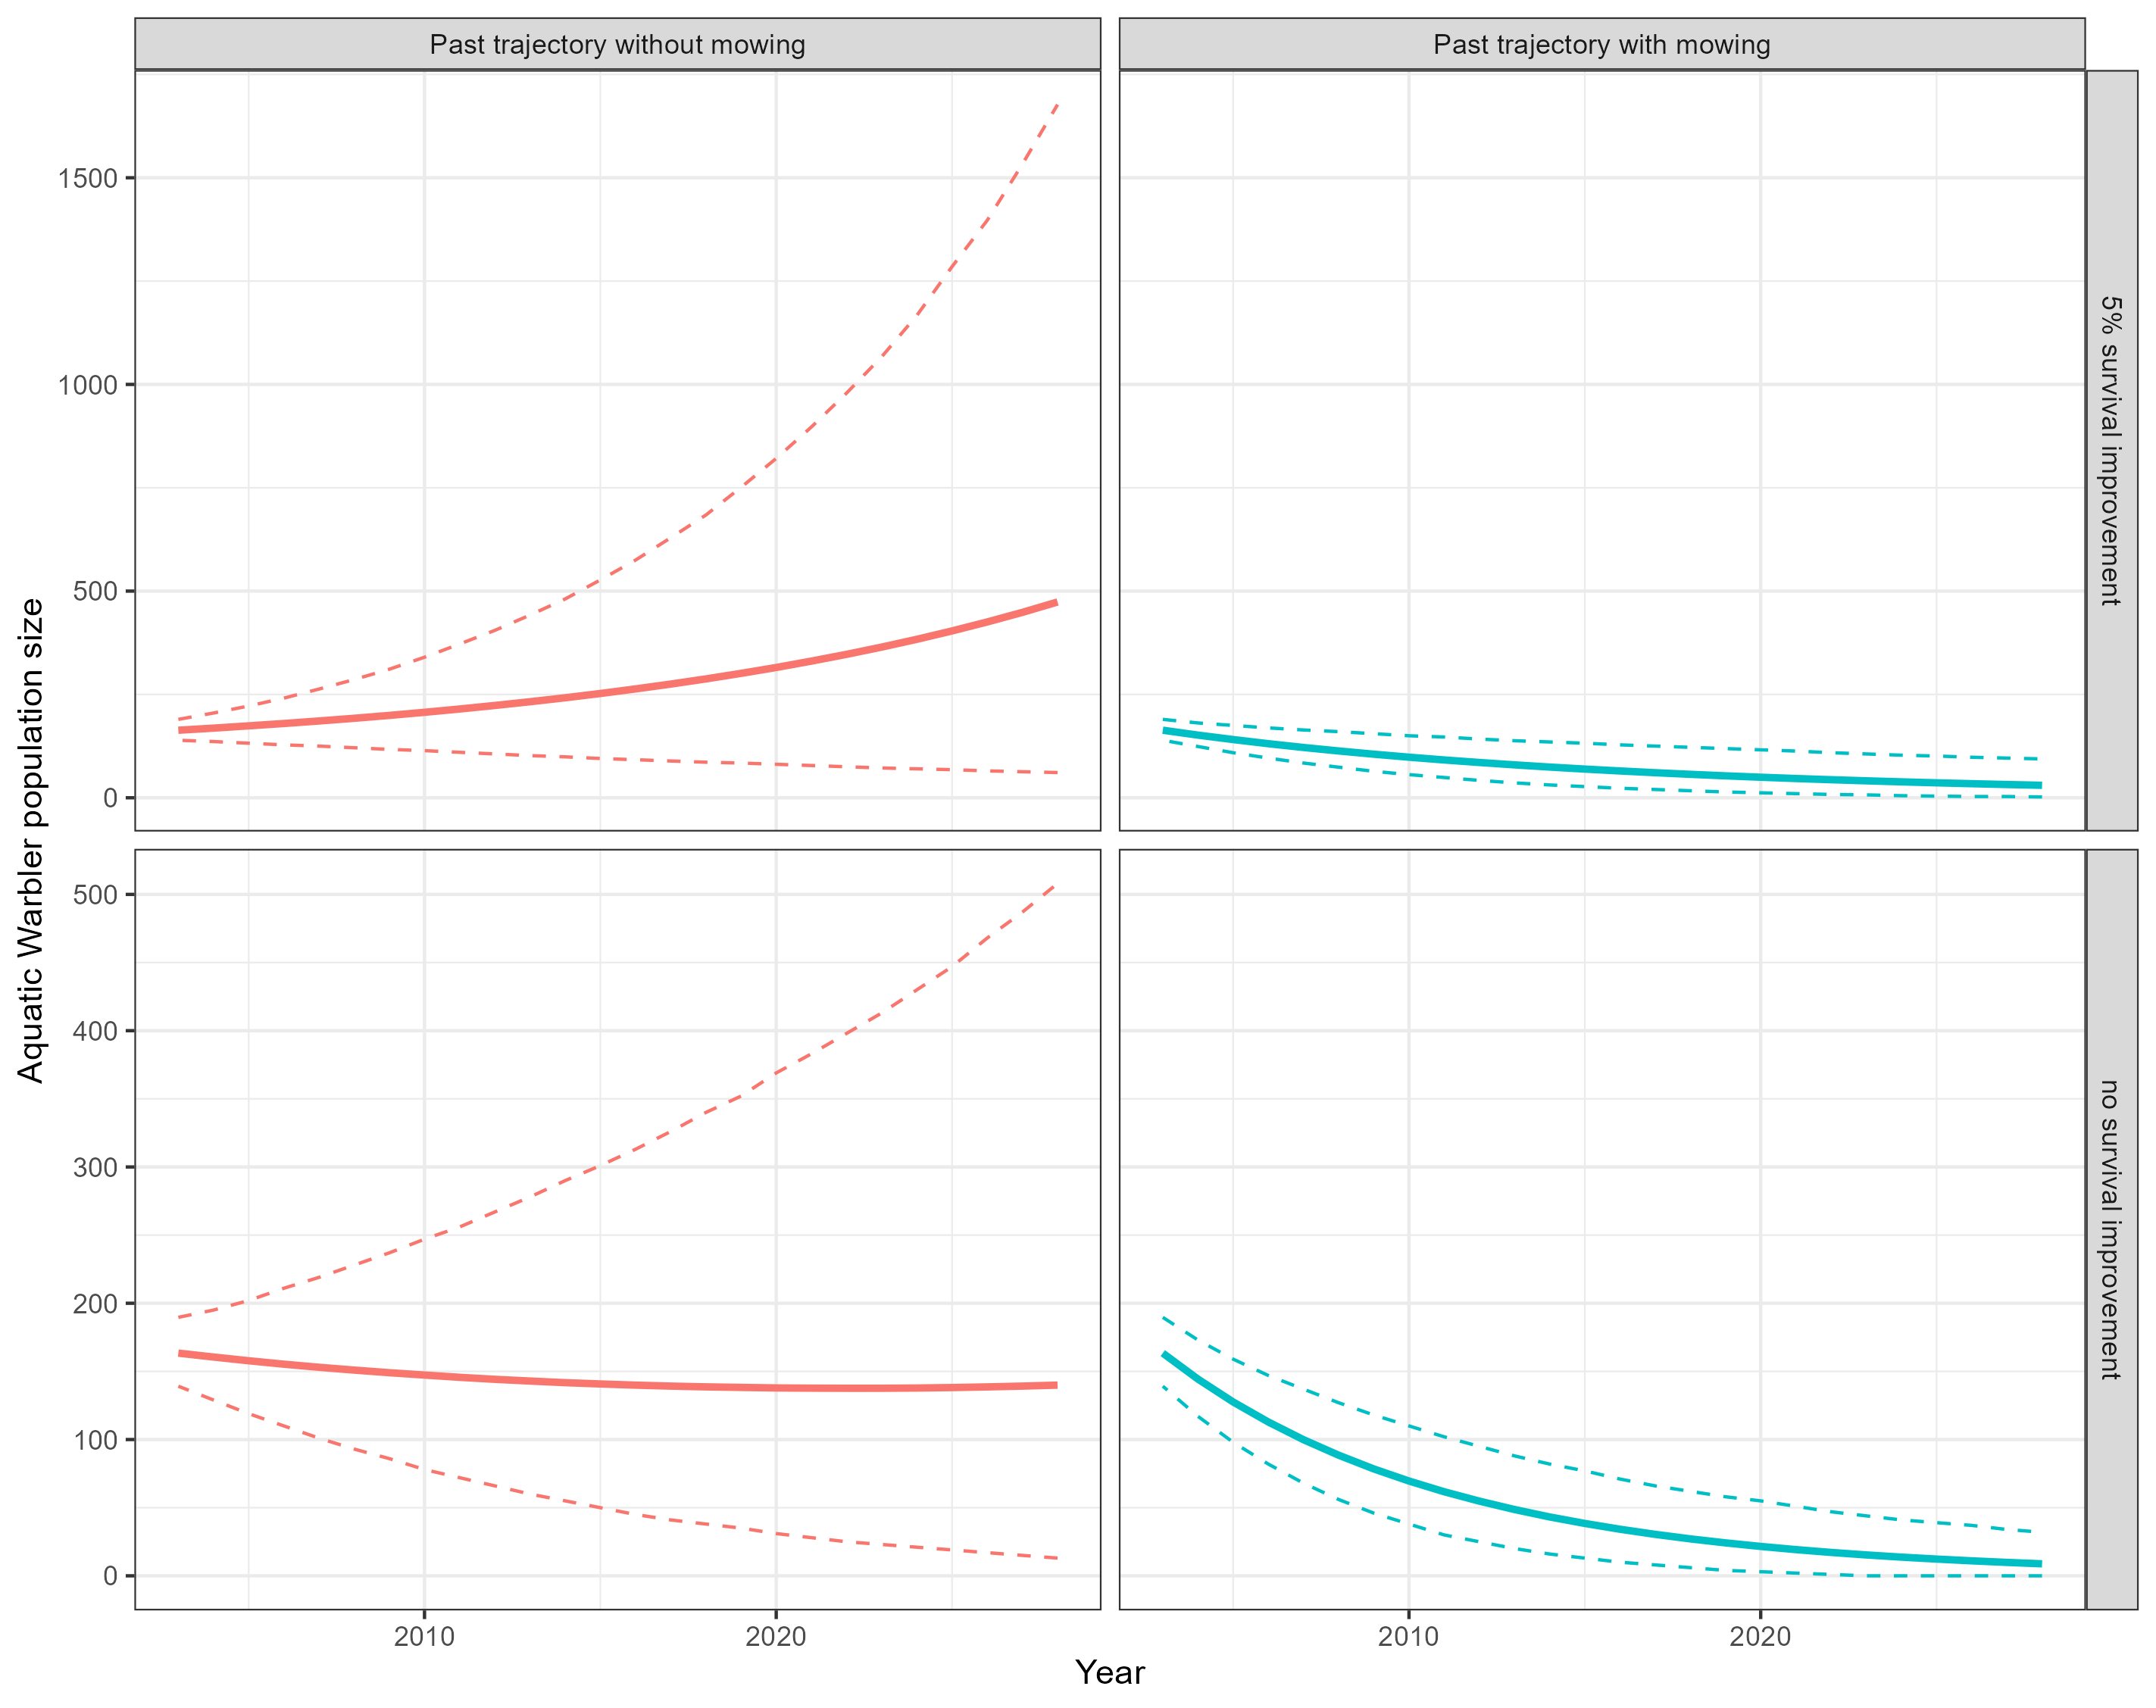 Past trajectory without mowing
Past trajectory with mowing
1500
1000
500
0
5% survival improvement
Aquatic Warbler population size
500
400
300
200
100
0
no survival improvement
2010
2020
2010
2020
Year